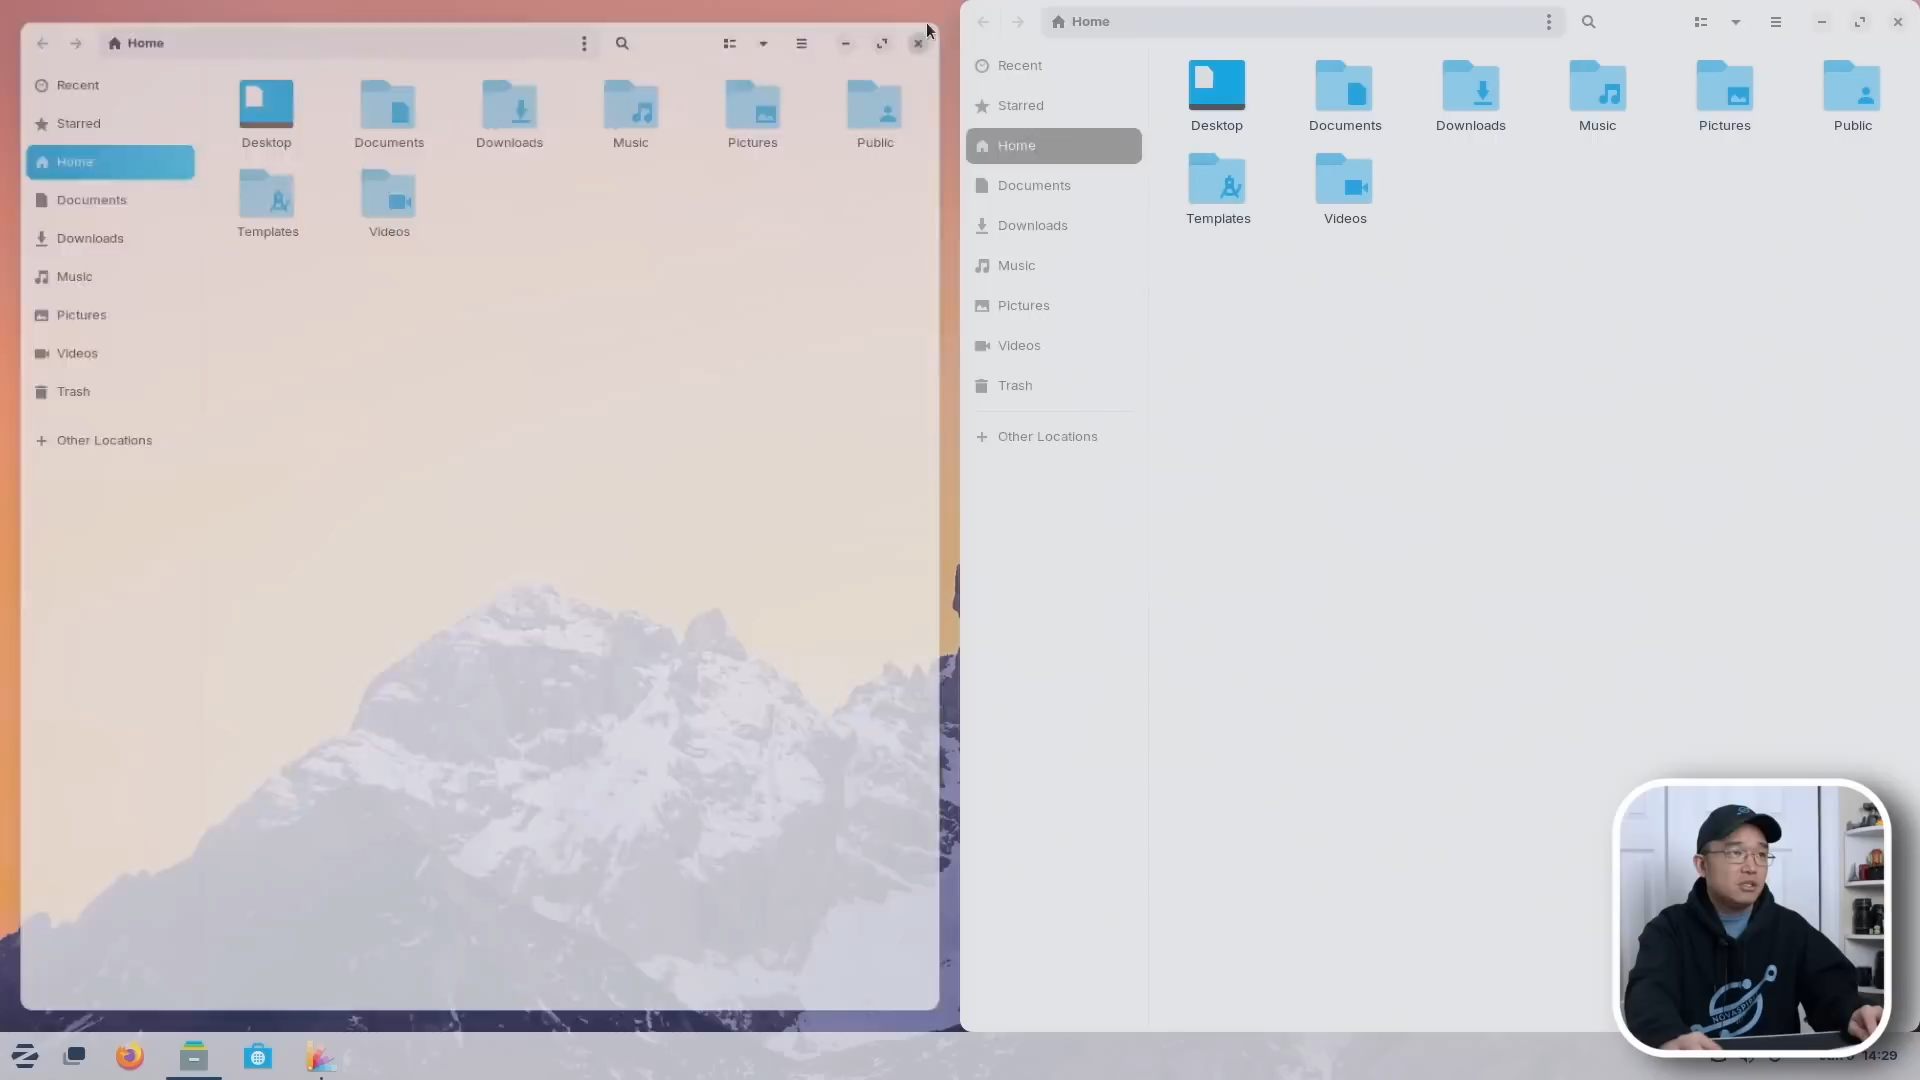 Home
Recent
Starred
Home
Documents
Downloads
Music
Pictures
Videos
Trash
Other Locations
Desktop
Documents
Downloads
Music
Pictures
Public
Templates
Videos
Home
Recent
Starred
Home
Documents
Downloads
Music
Pictures
Videos
Trash
Other Locations
Desktop
Documents
Downloads
Music
Pictures
Public
Templates
Videos
14:29